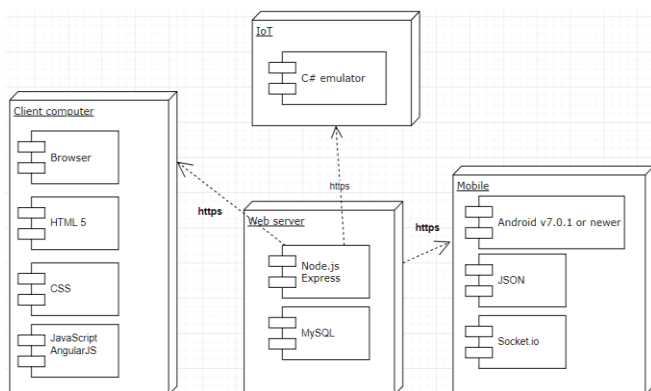 IoT
C# emulator
Client computer
Browser
HTML 5
CSS
JavaScript
AngularJS
https
https
https
Web server
Node.js
Express
MySQL
Mobile
Android v7.0.1 or newer
JSON
Socket.io